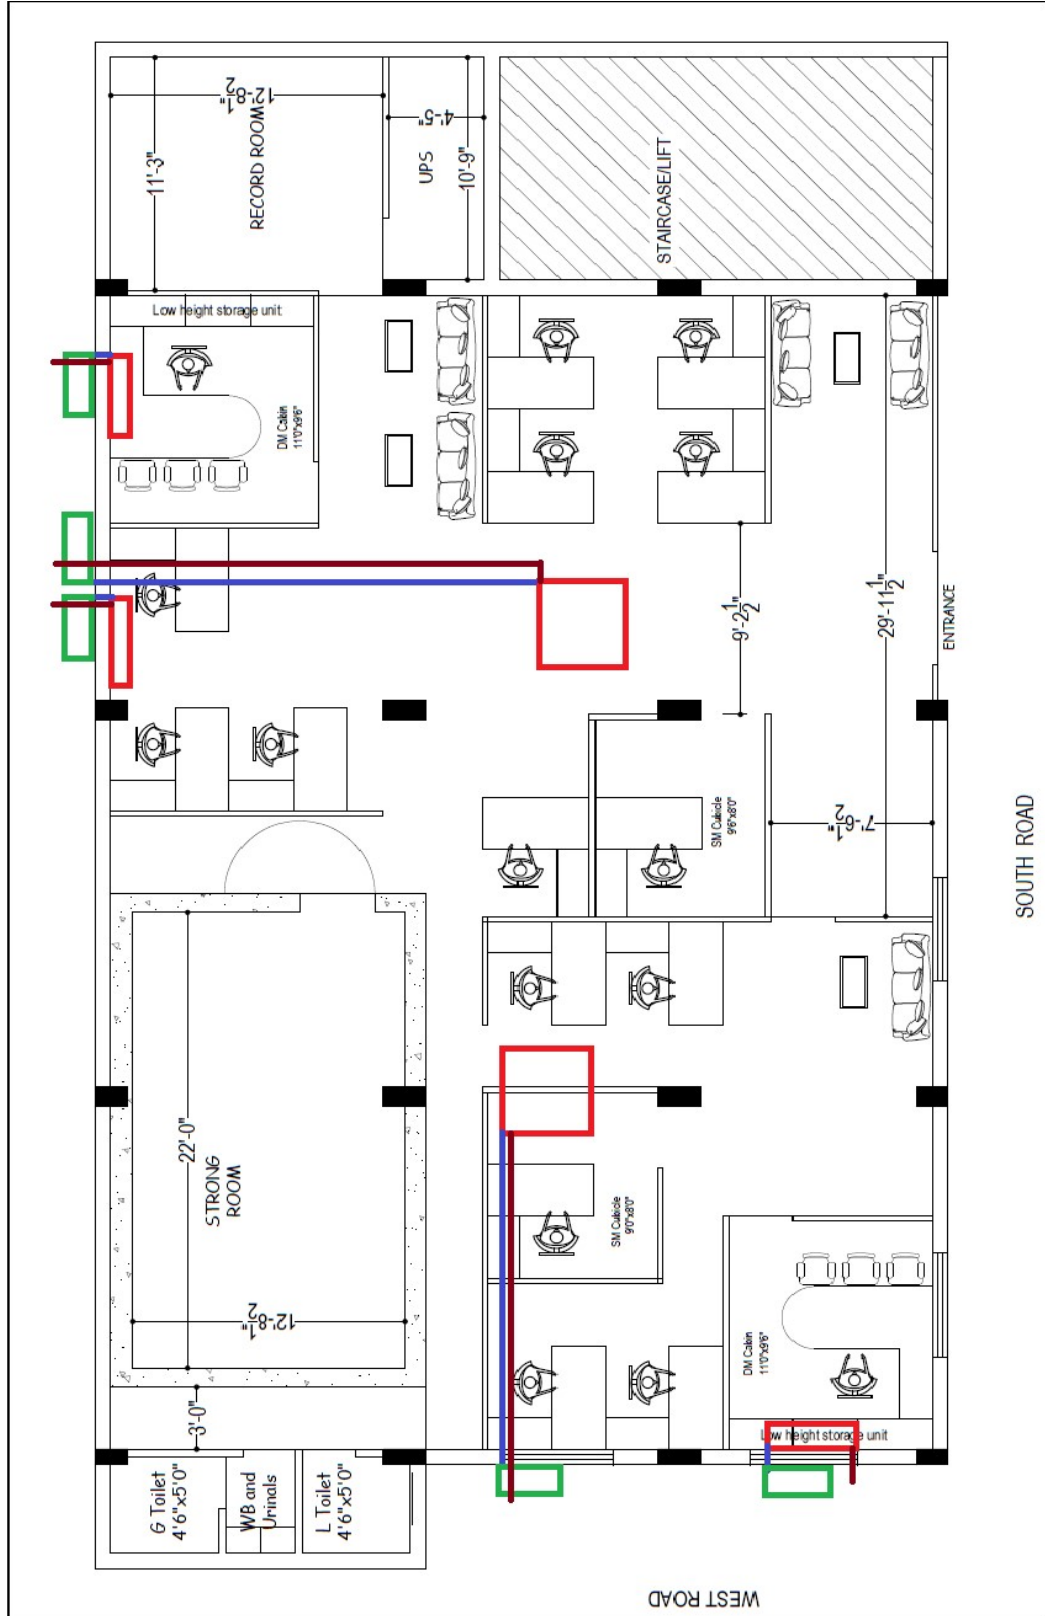 12'-8½"
11'-3"
RECORD ROOM
4'-5"
UPS
10'-9"
STAIRCASE/LIFT
Low height storage unit
DM Cabin
11'0"x9'6"
9'-2½"
29'-11½"
ENTRANCE
SM Cubicle
9'6"x8'0"
7'-6½"
SOUTH ROAD
22'-0"
STRONG
ROOM
12'-8½"
SM Cubicle
9'0"x8'0"
DM Cabin
11'0"x9'6"
Low height storage unit
3'-0"
G Toilet
4'6"x5'0"
WB and
Urinals
L Toilet
4'6"x5'0"
WEST ROAD